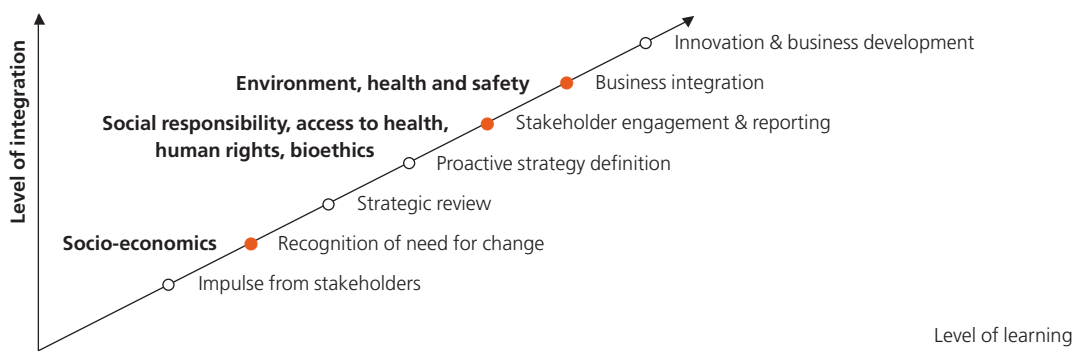 Level of integration
Innovation & business development
Environment, health and safety
Business integration
Social responsibility, access to health,
human rights, bioethics
Stakeholder engagement & reporting
Proactive strategy definition
Strategic review
Socio-economics
Recognition of need for change
Impulse from stakeholders
Level of learning